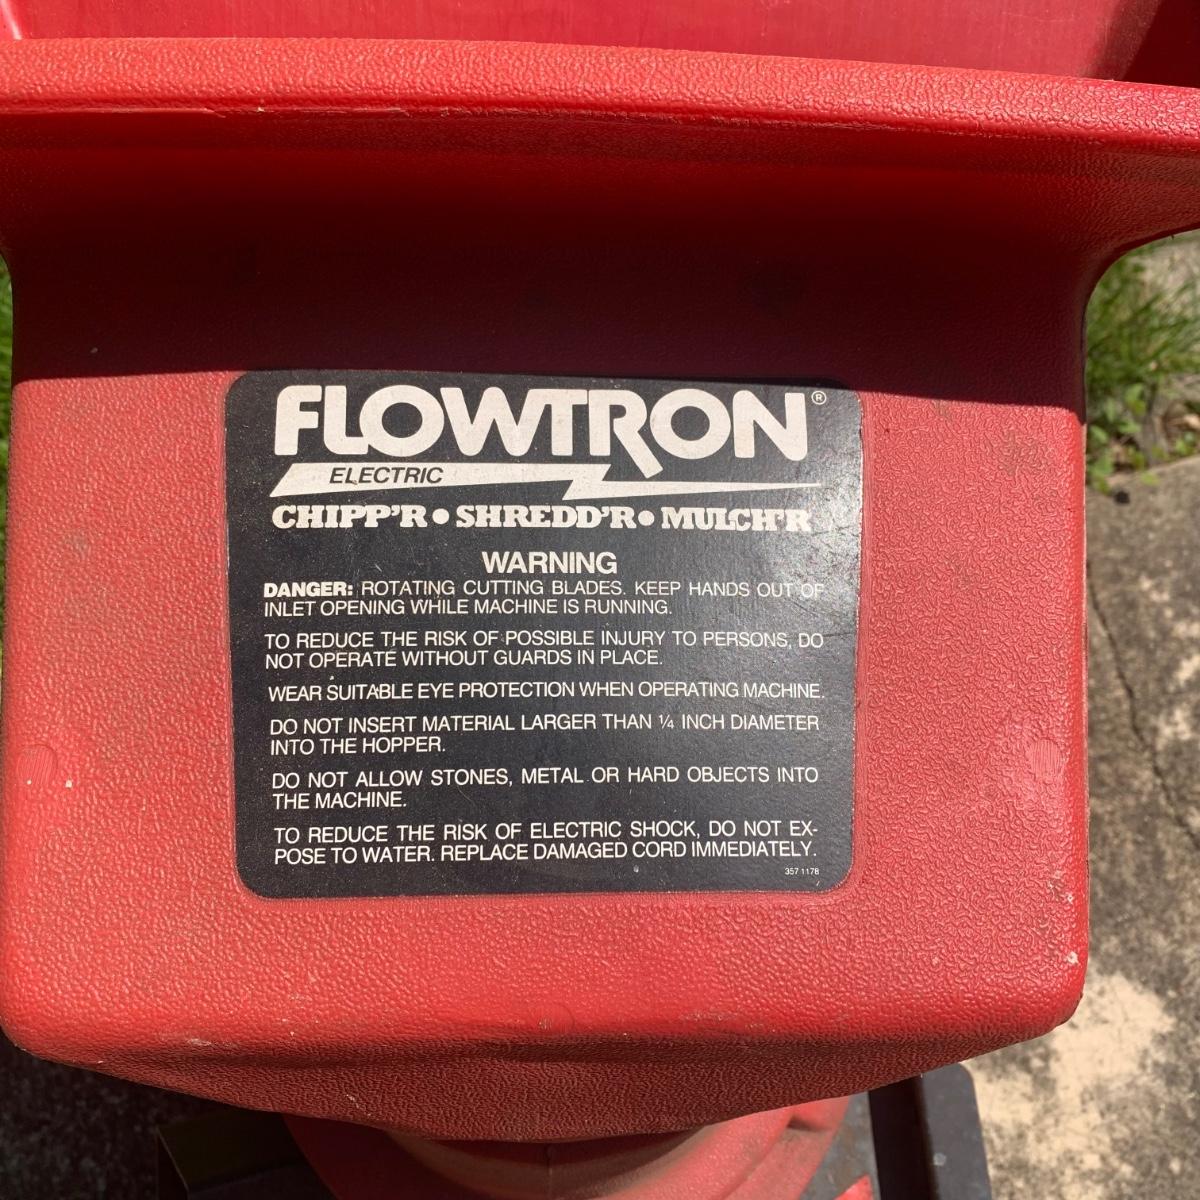 FLOWTRON®
ELECTRIC
CHIPP'R • SHREDD'R • MULCH'R
WARNING
DANGER: ROTATING CUTTING BLADES. KEEP HANDS OUT OF
INLET OPENING WHILE MACHINE IS RUNNING.
TO REDUCE THE RISK OF POSSIBLE INJURY TO PERSONS, DO
NOT OPERATE WITHOUT GUARDS IN PLACE.
WEAR SUITABLE EYE PROTECTION WHEN OPERATING MACHINE.
DO NOT INSERT MATERIAL LARGER THAN ¼ INCH DIAMETER
INTO THE HOPPER.
DO NOT ALLOW STONES, METAL OR HARD OBJECTS INTO
THE MACHINE.
TO REDUCE THE RISK OF ELECTRIC SHOCK, DO NOT EX-
POSE TO WATER. REPLACE DAMAGED CORD IMMEDIATELY.
357 1178